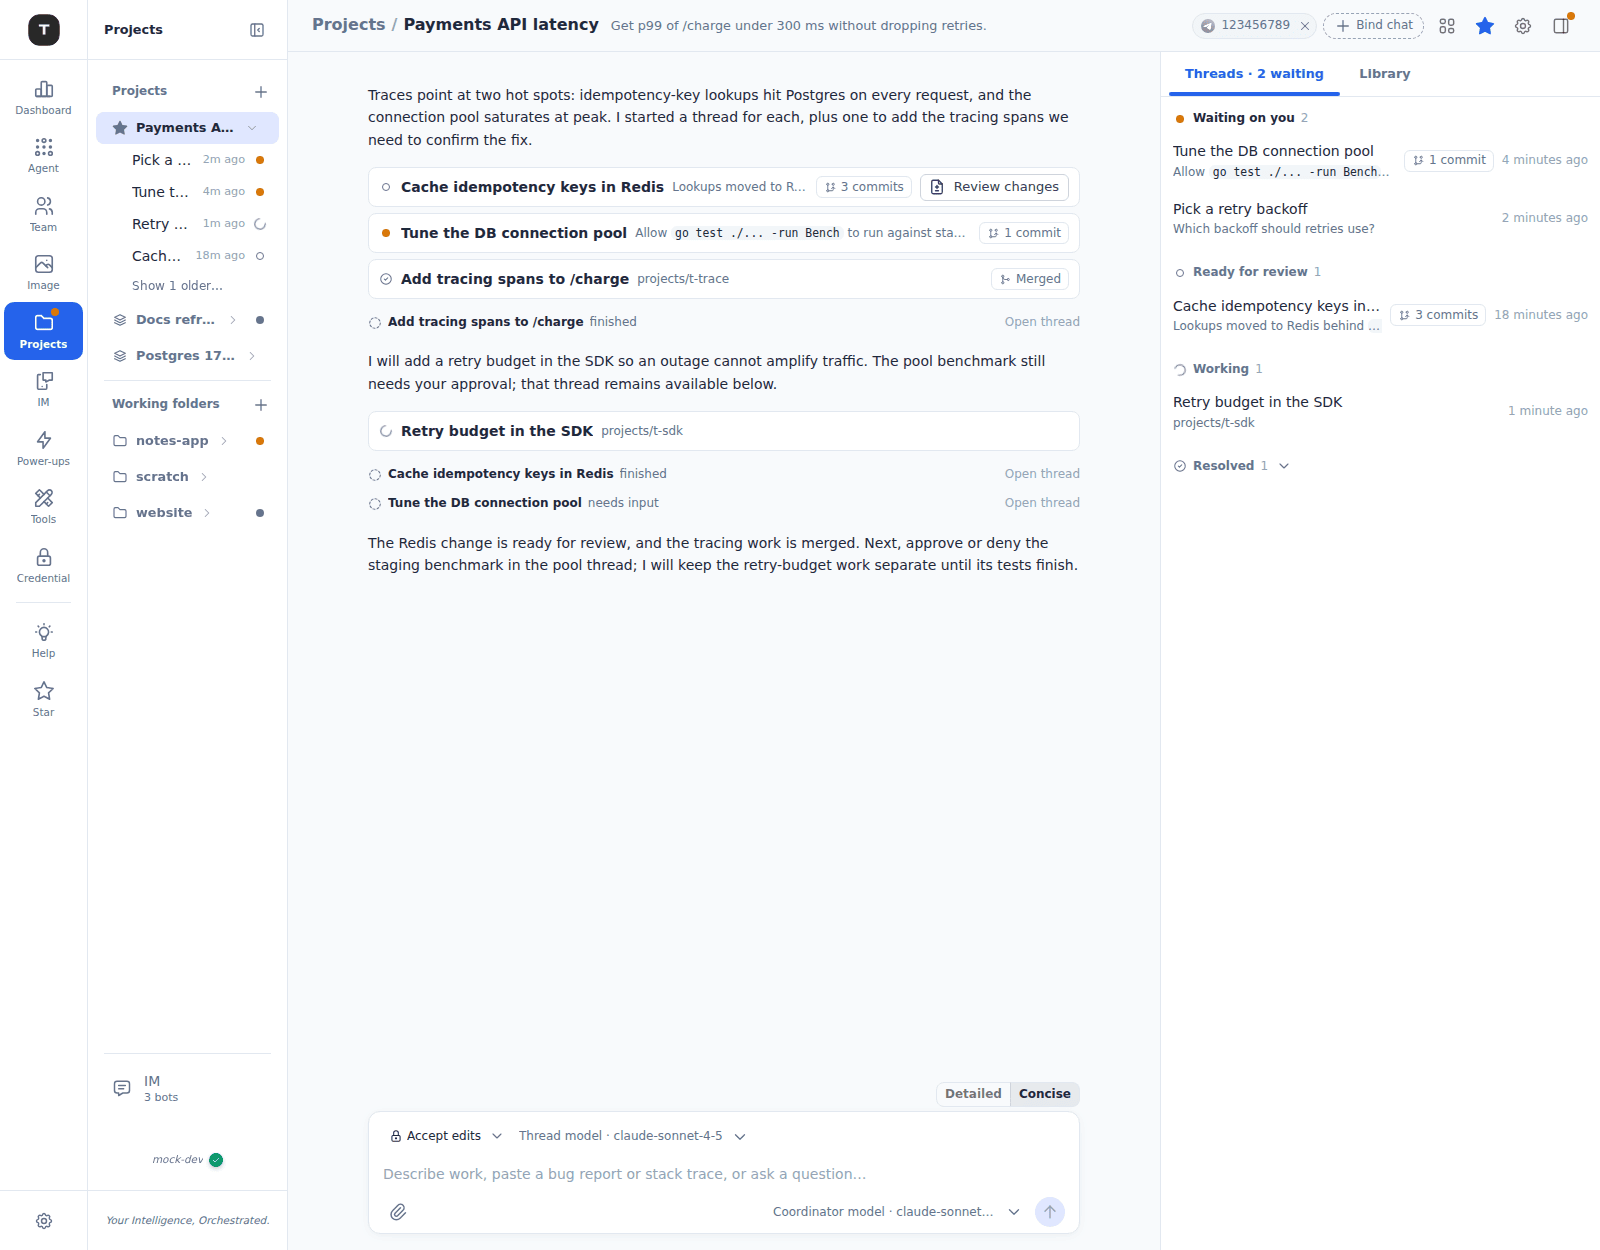 T
Dashboard
Agent
Team
Image
Projects
IM
Power-ups
Tools
Credential
Help
Star
Projects
Projects
Payments A...
Pick a ... 2m ago
Tune t... 4m ago
Retry ... 1m ago
Cach... 18m ago
Show 1 older...
Docs refr...
Postgres 17...
Working folders
notes-app
scratch
website
IM
3 bots
mock-dev
Your Intelligence, Orchestrated.
Projects / Payments API latency Get p99 of /charge under 300 ms without dropping retries.
123456789 Bind chat
Traces point at two hot spots: idempotency-key lookups hit Postgres on every request, and the
connection pool saturates at peak. I started a thread for each, plus one to add the tracing spans we
need to confirm the fix.
Cache idempotency keys in Redis Lookups moved to R... 3 commits Review changes
Tune the DB connection pool Allow go test ./... -run Bench to run against sta... 1 commit
Add tracing spans to /charge projects/t-trace Merged
Add tracing spans to /charge finished Open thread
I will add a retry budget in the SDK so an outage cannot amplify traffic. The pool benchmark still
needs your approval; that thread remains available below.
Retry budget in the SDK projects/t-sdk
Cache idempotency keys in Redis finished Open thread
Tune the DB connection pool needs input Open thread
The Redis change is ready for review, and the tracing work is merged. Next, approve or deny the
staging benchmark in the pool thread; I will keep the retry-budget work separate until its tests finish.
Detailed Concise
Accept edits Thread model · claude-sonnet-4-5
Describe work, paste a bug report or stack trace, or ask a question...
Coordinator model · claude-sonnet...
Threads · 2 waiting Library
Waiting on you 2
Tune the DB connection pool 1 commit 4 minutes ago
Allow go test ./... -run Bench...
Pick a retry backoff 2 minutes ago
Which backoff should retries use?
Ready for review 1
Cache idempotency keys in... 3 commits 18 minutes ago
Lookups moved to Redis behind ...
Working 1
Retry budget in the SDK 1 minute ago
projects/t-sdk
Resolved 1